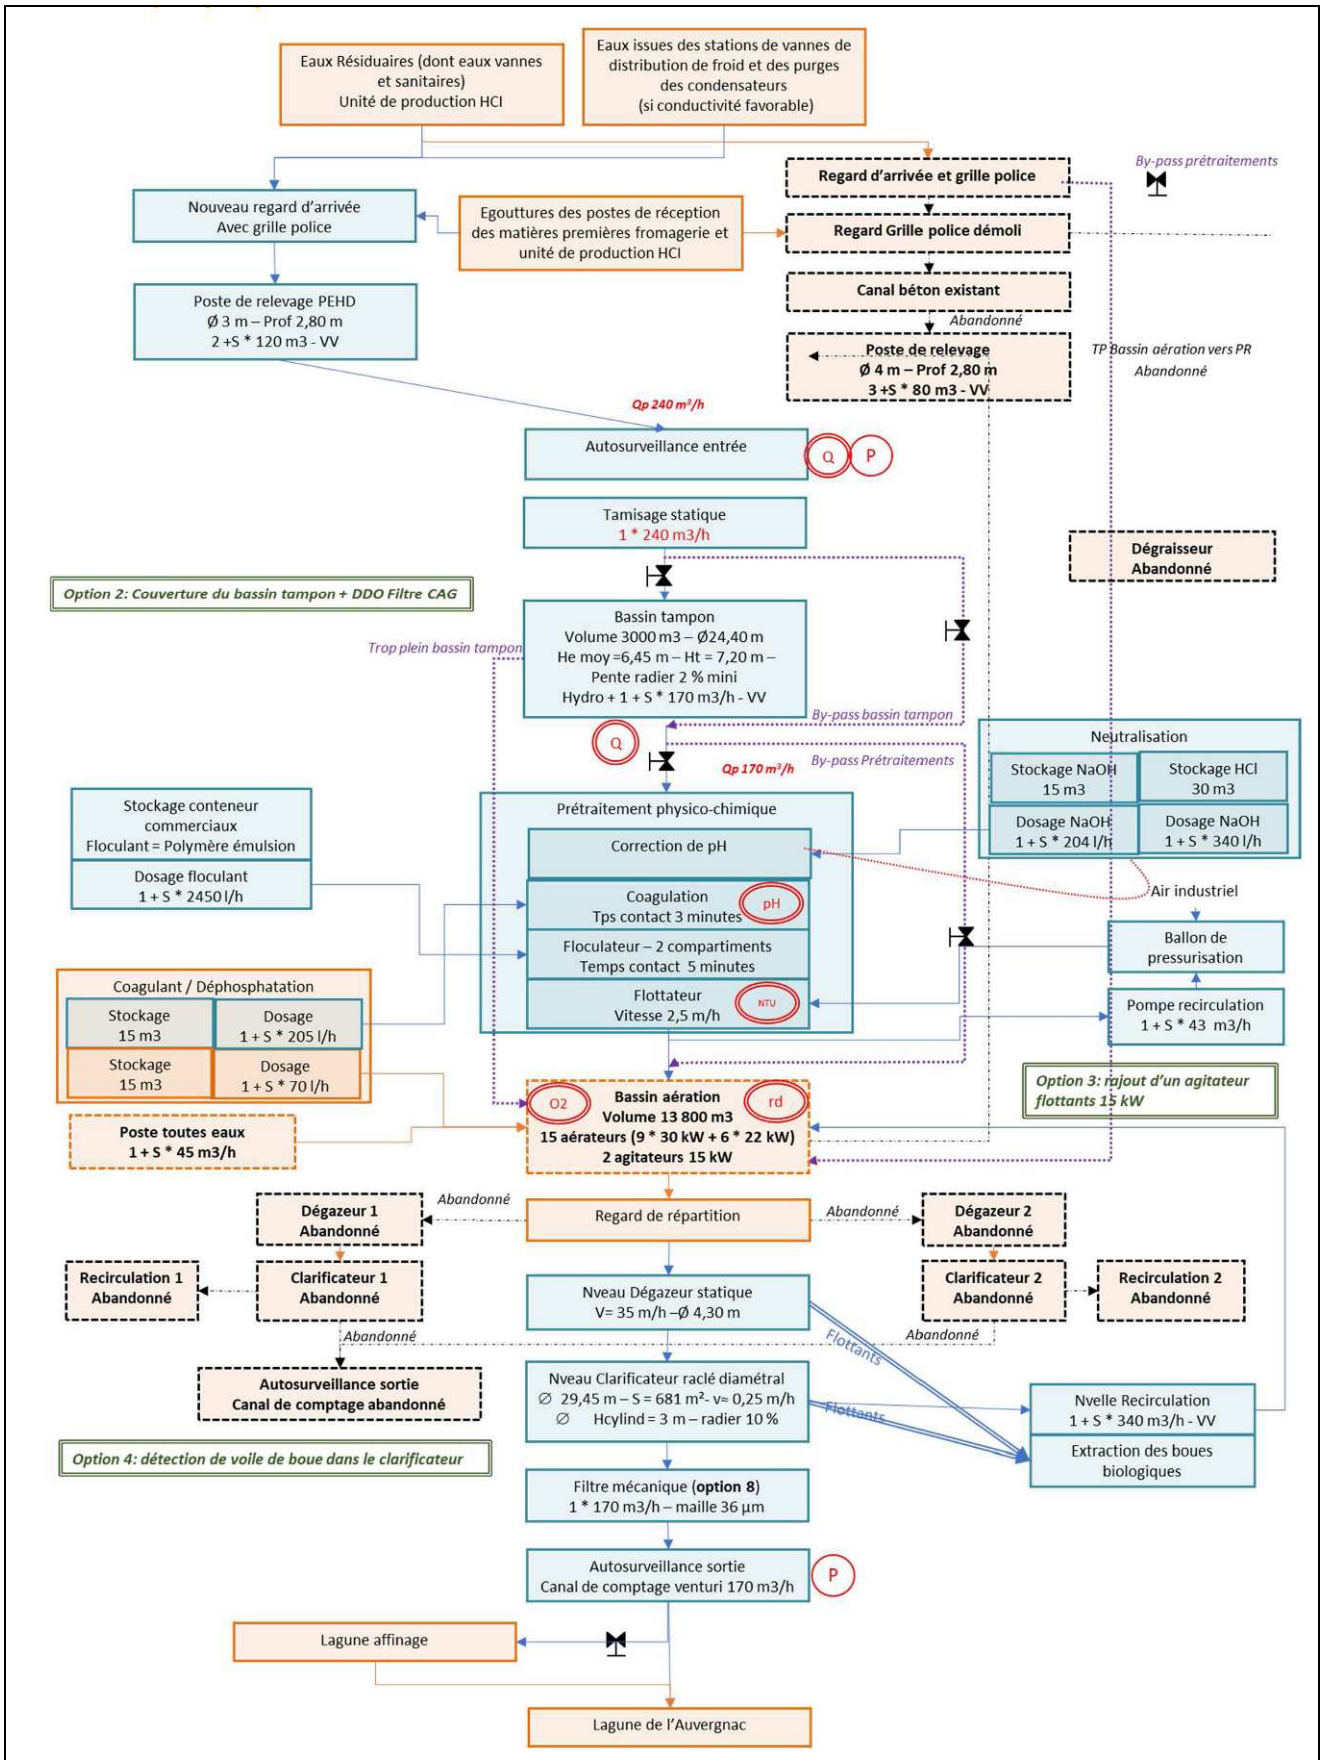 Eaux Résiduaires (dont eaux vannes
et sanitaires)
Unité de production HCI
Eaux issues des stations de vannes de
distribution de froid et des purges
des condensateurs
(si conductivité favorable)
By-pass prétraitements
Regard d'arrivée et grille police
Nouveau regard d'arrivée
Avec grille police
Egouttures des postes de réception
des matières premières fromagerie et
unité de production HCI
Regard Grille police démoli
Canal béton existant
Abandonné
Poste de relevage PEHD
Ø 3 m – Prof 2,80 m
2 +S * 120 m3 - VV
Poste de relevage
Ø 4 m – Prof 2,80 m
3 +S * 80 m3 - VV
TP Bassin aération vers PR
Abandonné
Qp 240 m³/h
Autosurveillance entrée
Q
P
Tamisage statique
1 * 240 m3/h
Dégraisseur
Abandonné
Option 2: Couverture du bassin tampon + DDO Filtre CAG
Bassin tampon
Volume 3000 m3 – Ø24,40 m
He moy =6,45 m – Ht = 7,20 m –
Pente radier 2 % mini
Hydro + 1 + S * 170 m3/h - VV
Trop plein bassin tampon
By-pass bassin tampon
Q
Qp 170 m³/h
By-pass Prétraitements
Neutralisation
Stockage NaOH
15 m3
Stockage HCl
30 m3
Dosage NaOH
1 + S * 204 l/h
Dosage NaOH
1 + S * 340 l/h
Stockage conteneur
commerciaux
Floculant = Polymère émulsion
Dosage floculant
1 + S * 2450 l/h
Prétraitement physico-chimique
Correction de pH
Coagulation
Tps contact 3 minutes
pH
Floculateur – 2 compartiments
Temps contact 5 minutes
Flottateur
Vitesse 2,5 m/h
NTU
Air industriel
Ballon de
pressurisation
Pompe recirculation
1 + S * 43 m3/h
Coagulant / Déphosphatation
Stockage
15 m3
Dosage
1 + S * 205 l/h
Stockage
15 m3
Dosage
1 + S * 70 l/h
Option 3: rajout d'un agitateur
flottants 15 kW
O2
rd
Bassin aération
Volume 13 800 m3
15 aérateurs (9 * 30 kW + 6 * 22 kW)
2 agitateurs 15 kW
Poste toutes eaux
1 + S * 45 m3/h
Abandonné
Regard de répartition
Abandonné
Dégazeur 1
Abandonné
Dégazeur 2
Abandonné
Recirculation 1
Abandonné
Clarificateur 1
Abandonné
Nveau Dégazeur statique
V= 35 m/h –Ø 4,30 m
Clarificateur 2
Abandonné
Recirculation 2
Abandonné
Abandonné
Abandonné
Flottants
Autosurveillance sortie
Canal de comptage abandonné
Nveau Clarificateur raclé diamétral
∅ 29,45 m – S = 681 m²- v≈ 0,25 m/h
∅ Hcylind = 3 m – radier 10 %
Flottants
Nvelle Recirculation
1 + S * 340 m3/h - VV
Extraction des boues
biologiques
Option 4: détection de voile de boue dans le clarificateur
Filtre mécanique (option 8)
1 * 170 m3/h – maille 36 µm
Autosurveillance sortie
Canal de comptage venturi 170 m3/h
P
Lagune affinage
Lagune de l'Auvergnac